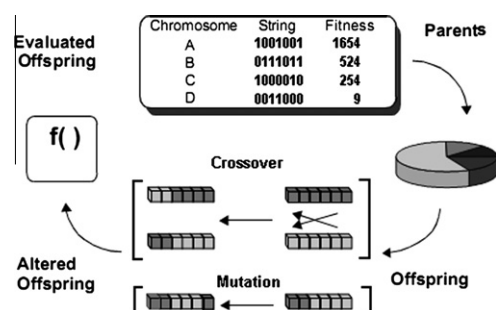 Chromosome String Fitness
A 1001001 1654
B 0111011 524
C 1000010 254
D 0011000 9
Parents
Evaluated
Offspring
f( )
Crossover
Altered
Offspring
Offspring
Mutation